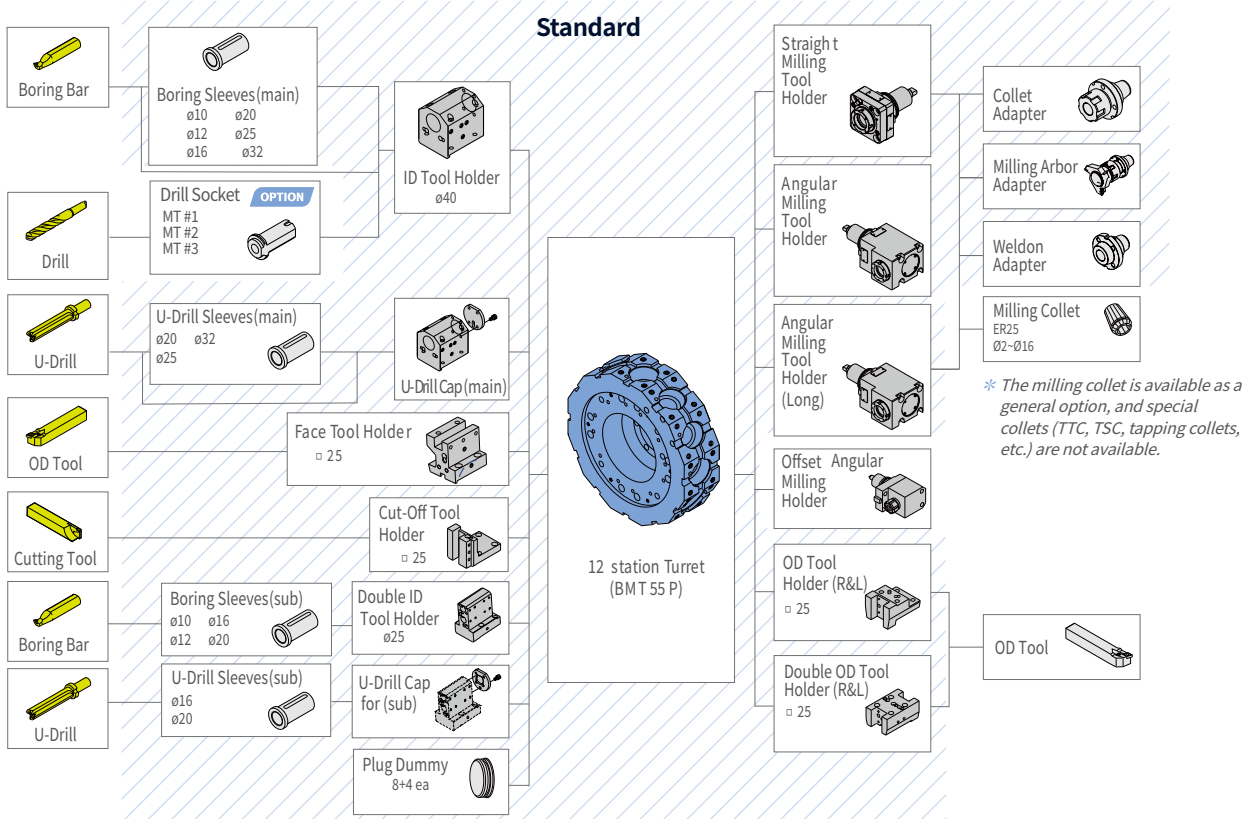 Standard
Boring Bar
Boring Sleeves(main)
ø10 ø20
ø12 ø25
ø16 ø32
ID Tool Holder
ø40
Drill
Drill Socket OPTION
MT #1
MT #2
MT #3
U-Drill
U-Drill Sleeves(main)
ø20 ø32
ø25
U-Drill Cap(main)
OD Tool
Face Tool Holder
□ 25
Cutting Tool
Cut-Off Tool
Holder
□ 25
Boring Bar
Boring Sleeves(sub)
ø10 ø16
ø12 ø20
Double ID
Tool Holder
ø25
U-Drill
U-Drill Sleeves(sub)
ø16
ø20
U-Drill Cap
for (sub)
Plug Dummy
8+4 ea
12 station Turret
(BMT 55 P)
Straight
Milling
Tool
Holder
Angular
Milling
Tool
Holder
Angular
Milling
Tool
Holder
(Long)
Offset Angular
Milling
Holder
OD Tool
Holder (R&L)
□ 25
Double OD Tool
Holder (R&L)
□ 25
Collet
Adapter
Milling Arbor
Adapter
Weldon
Adapter
Milling Collet
ER25
Ø2~Ø16
* The milling collet is available as a
general option, and special
collets (TTC, TSC, tapping collets,
etc.) are not available.
OD Tool